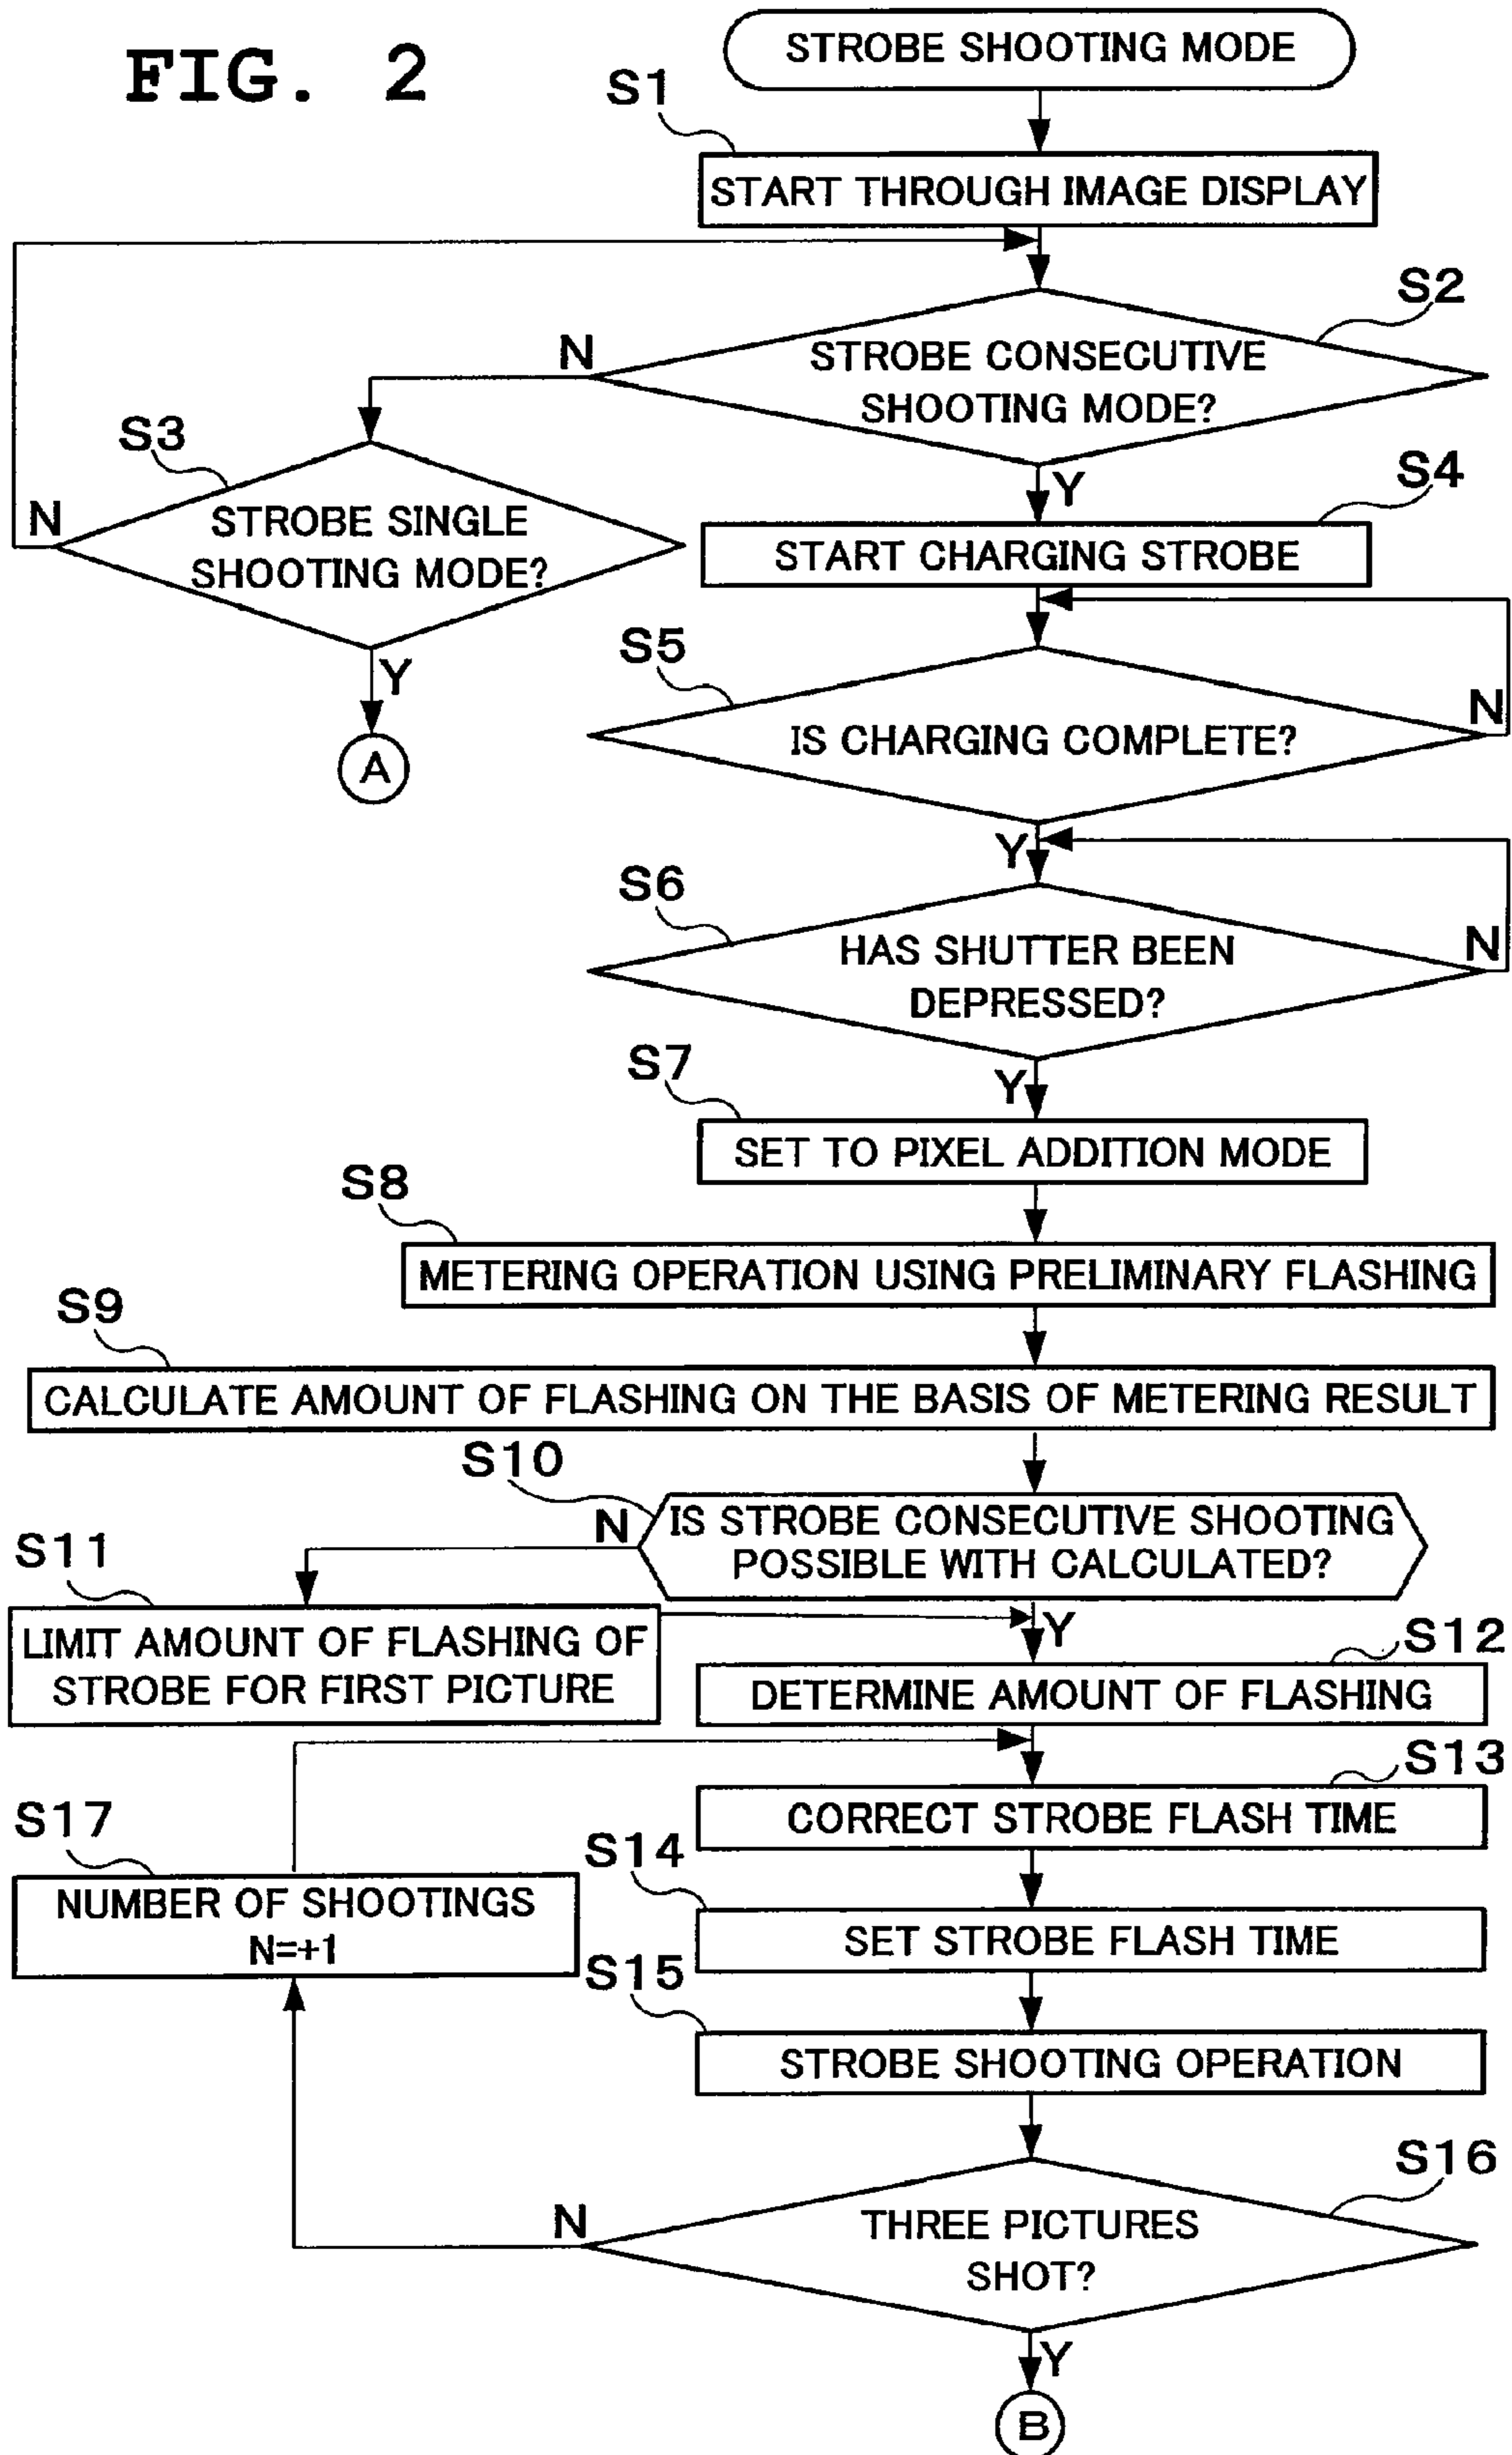 FIG. 2
STROBE SHOOTING MODE
S1
START THROUGH IMAGE DISPLAY
S2
STROBE CONSECUTIVE
SHOOTING MODE?
N
Y
S3
STROBE SINGLE
SHOOTING MODE?
N
Y
A
S4
START CHARGING STROBE
S5
IS CHARGING COMPLETE?
N
Y
S6
HAS SHUTTER BEEN
DEPRESSED?
N
Y
S7
SET TO PIXEL ADDITION MODE
S8
METERING OPERATION USING PRELIMINARY FLASHING
S9
CALCULATE AMOUNT OF FLASHING ON THE BASIS OF METERING RESULT
S10
IS STROBE CONSECUTIVE SHOOTING
POSSIBLE WITH CALCULATED?
N
Y
S11
LIMIT AMOUNT OF FLASHING OF
STROBE FOR FIRST PICTURE
S12
DETERMINE AMOUNT OF FLASHING
S13
CORRECT STROBE FLASH TIME
S17
NUMBER OF SHOOTINGS
N=+1
S14
SET STROBE FLASH TIME
S15
STROBE SHOOTING OPERATION
S16
THREE PICTURES
SHOT?
N
Y
B